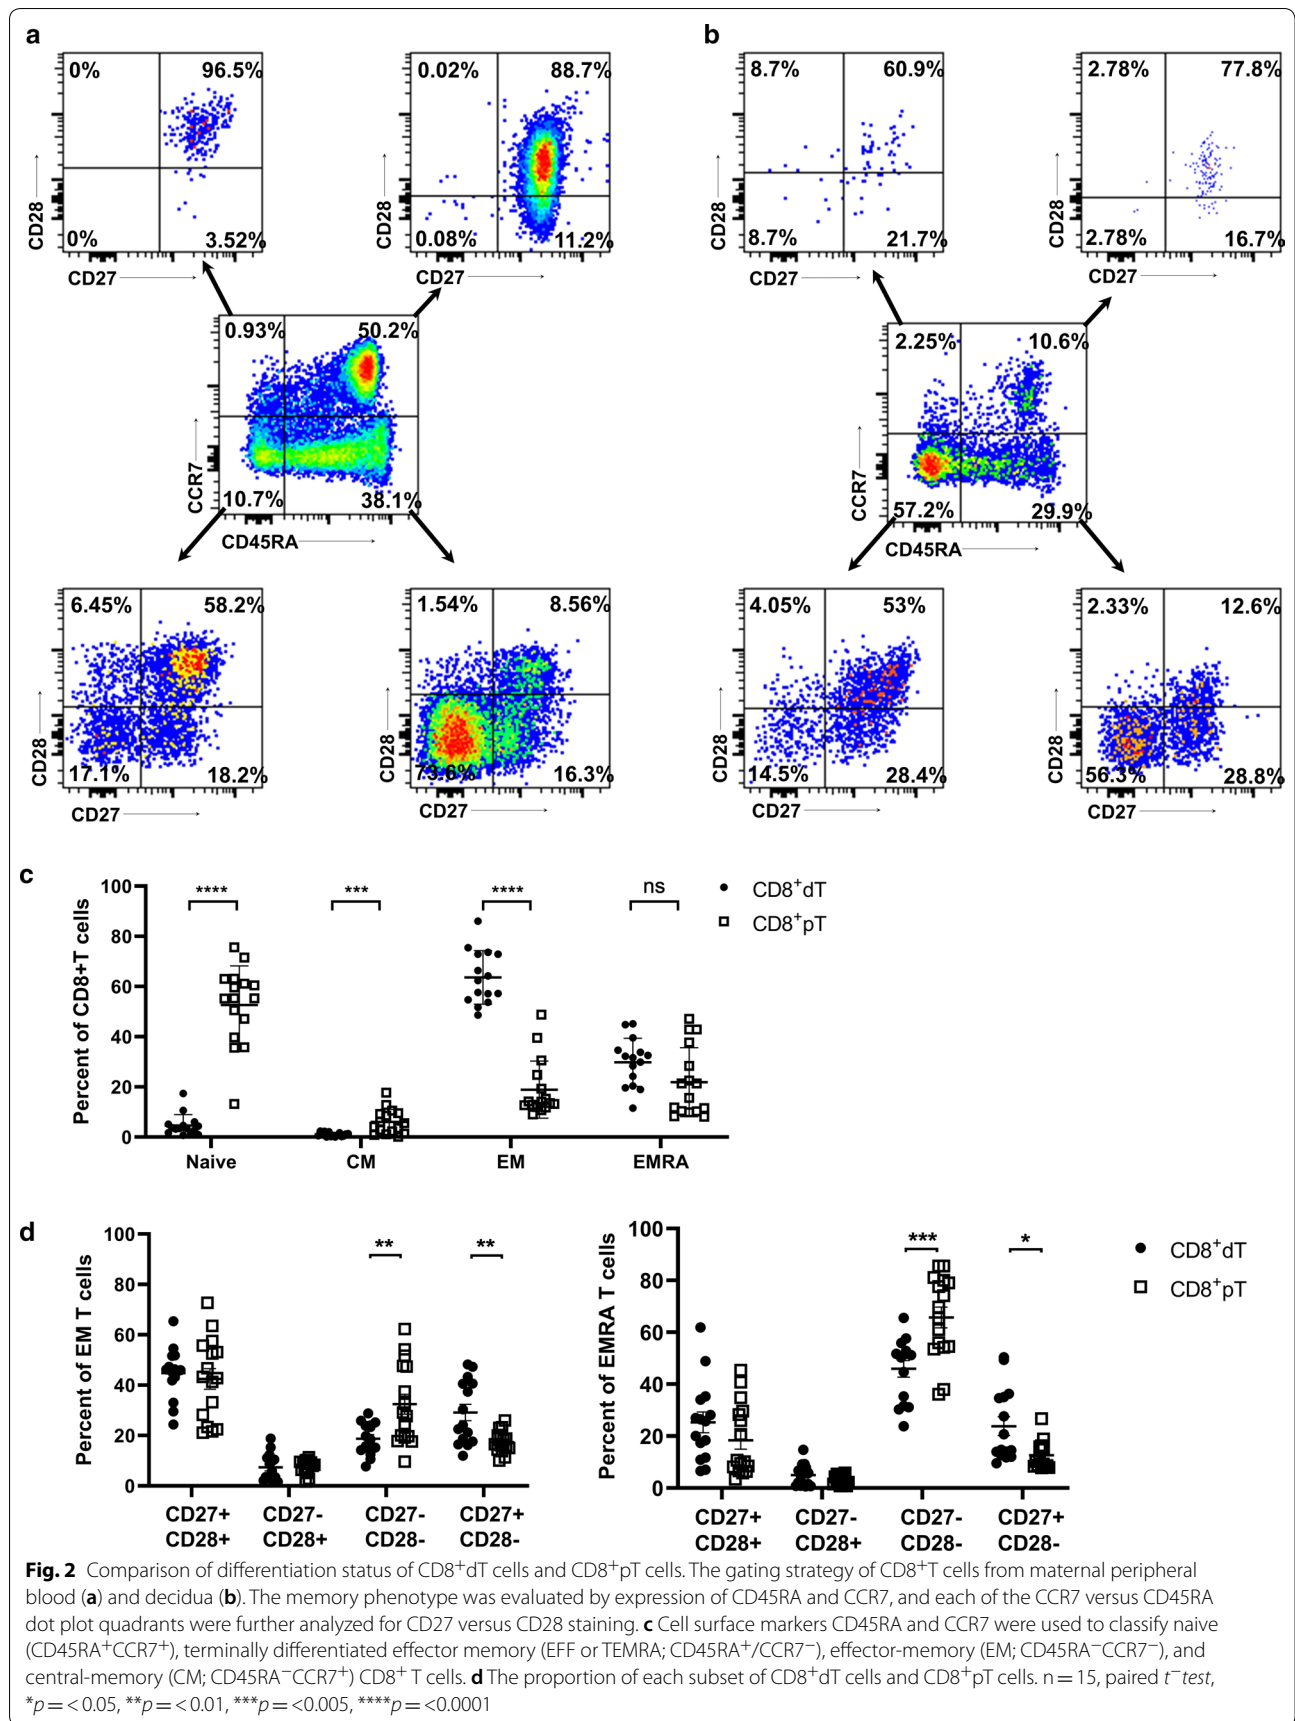 a
b
0%
96.5%
0%
3.52%
CD28
CD27
0.02%
88.7%
0.08%
11.2%
CD28
CD27
8.7%
60.9%
8.7%
21.7%
CD28
CD27
2.78%
77.8%
2.78%
16.7%
CD28
CD27
0.93%
50.2%
10.7%
38.1%
CCR7
CD45RA
2.25%
10.6%
57.2%
29.9%
CCR7
CD45RA
6.45%
58.2%
17.1%
18.2%
CD28
CD27
1.54%
8.56%
73.6%
16.3%
CD28
CD27
4.05%
53%
14.5%
28.4%
CD28
CD27
2.33%
12.6%
56.3%
28.8%
CD28
CD27
c
Percent of CD8+T cells
100
80
60
40
20
0
****
***
****
ns
CD8+dT
CD8+pT
Naive
CM
EM
EMRA
d
Percent of EM T cells
100
80
60
40
20
0
**
**
CD27+ CD27- CD27- CD27+
CD28+ CD28+ CD28- CD28-
Percent of EMRA T cells
100
80
60
40
20
0
***
*
CD8+dT
CD8+pT
CD27+ CD27- CD27- CD27+
CD28+ CD28+ CD28- CD28-
Fig. 2 Comparison of differentiation status of CD8+dT cells and CD8+pT cells. The gating strategy of CD8+T cells from maternal peripheral
blood (a) and decidua (b). The memory phenotype was evaluated by expression of CD45RA and CCR7, and each of the CCR7 versus CD45RA
dot plot quadrants were further analyzed for CD27 versus CD28 staining. c Cell surface markers CD45RA and CCR7 were used to classify naive
(CD45RA+CCR7+), terminally differentiated effector memory (EFF or TEMRA; CD45RA+/CCR7−), effector-memory (EM; CD45RA−CCR7−), and
central-memory (CM; CD45RA−CCR7+) CD8+ T cells. d The proportion of each subset of CD8+dT cells and CD8+pT cells. n = 15, paired t−test,
*p = < 0.05, **p = < 0.01, ***p = <0.005, ****p = <0.0001